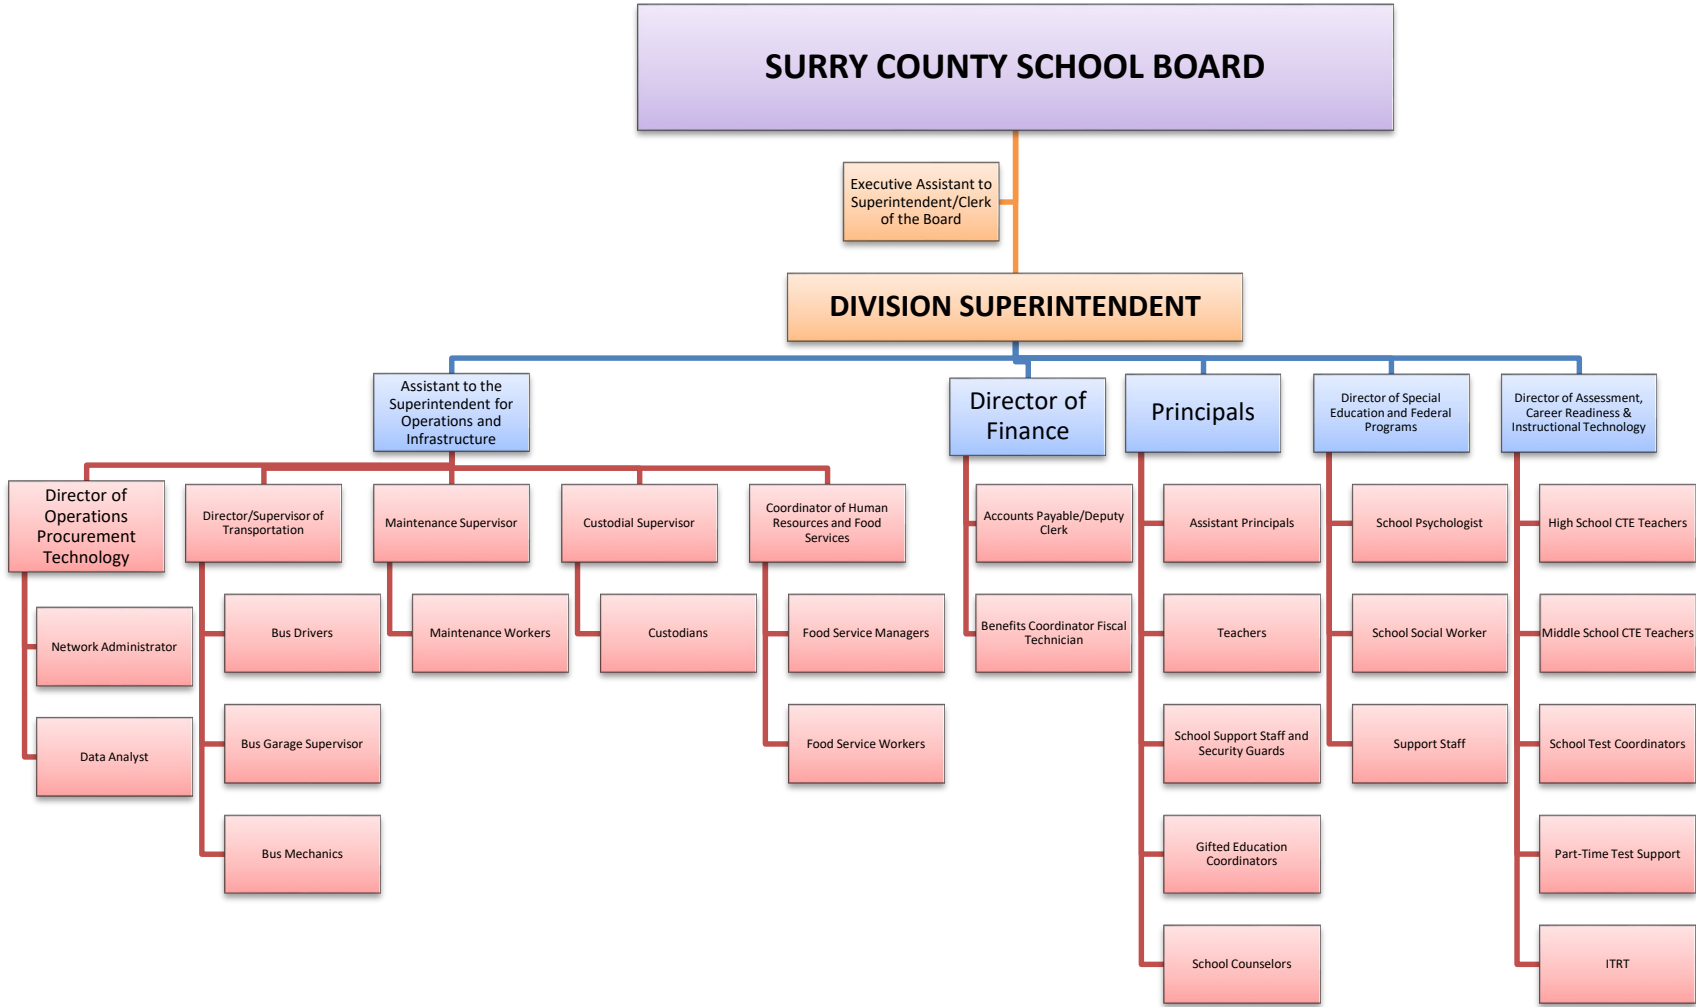 SURRY COUNTY SCHOOL BOARD
Executive Assistant to
Superintendent/Clerk
of the Board
DIVISION SUPERINTENDENT
Assistant to the
Superintendent for
Operations and
Infrastructure
Director of
Finance
Principals
Director of Special
Education and Federal
Programs
Director of Assessment,
Career Readiness &
Instructional Technology
Director of
Operations
Procurement
Technology
Director/Supervisor of
Transportation
Maintenance Supervisor
Custodial Supervisor
Coordinator of Human
Resources and Food
Services
Accounts Payable/Deputy
Clerk
Assistant Principals
School Psychologist
High School CTE Teachers
Network Administrator
Bus Drivers
Maintenance Workers
Custodians
Food Service Managers
Benefits Coordinator Fiscal
Technician
Teachers
School Social Worker
Middle School CTE Teachers
Data Analyst
Bus Garage Supervisor
Food Service Workers
School Support Staff and
Security Guards
Support Staff
School Test Coordinators
Bus Mechanics
Gifted Education
Coordinators
Part-Time Test Support
School Counselors
ITRT